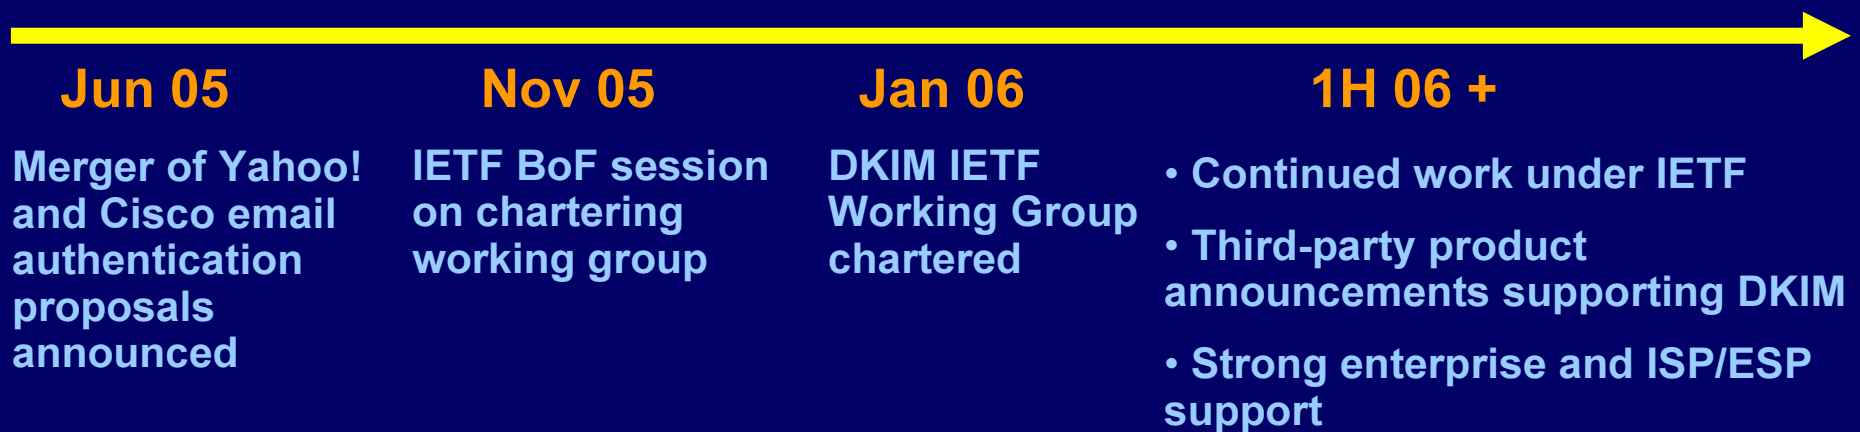 Jun 05
Merger of Yahoo!
and Cisco email
authentication
proposals
announced
Nov 05
IETF BoF session
on chartering
working group
Jan 06
DKIM IETF
Working Group
chartered
1H 06 +
• Continued work under IETF
• Third-party product
announcements supporting DKIM
• Strong enterprise and ISP/ESP
support